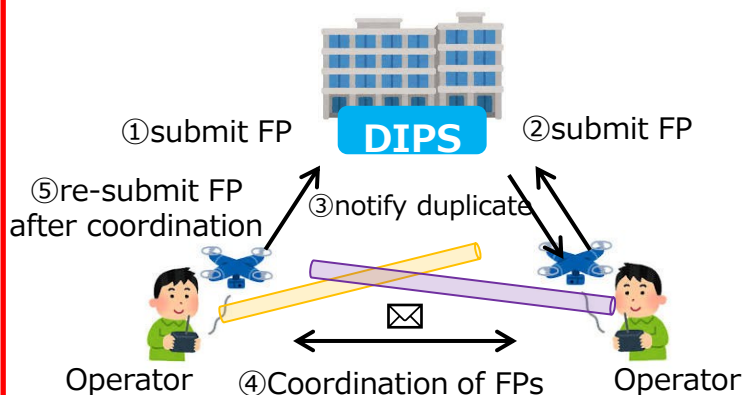 ①submit FP
DIPS
②submit FP
⑤re-submit FP
after coordination
③notify duplicate
Operator
④Coordination of FPs
Operator